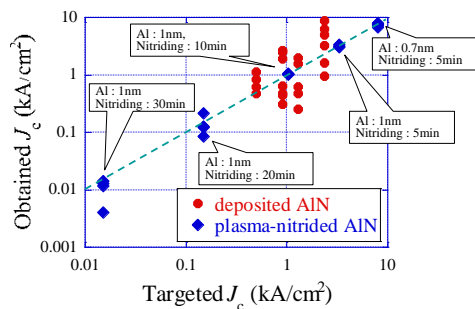 10
Al : 1nm,
Nitriding : 10min
Al : 0.7nm
Nitriding : 5min
1
Al : 1nm
Nitriding : 30min
Al : 1nm
Nitriding : 5min
0.1
Al : 1nm
Nitriding : 20min
0.01
deposited AlN
plasma-nitrided AlN
0.001
0.01 0.1 1 10
Targeted Jc (kA/cm²)
Obtained Jc (kA/cm²)